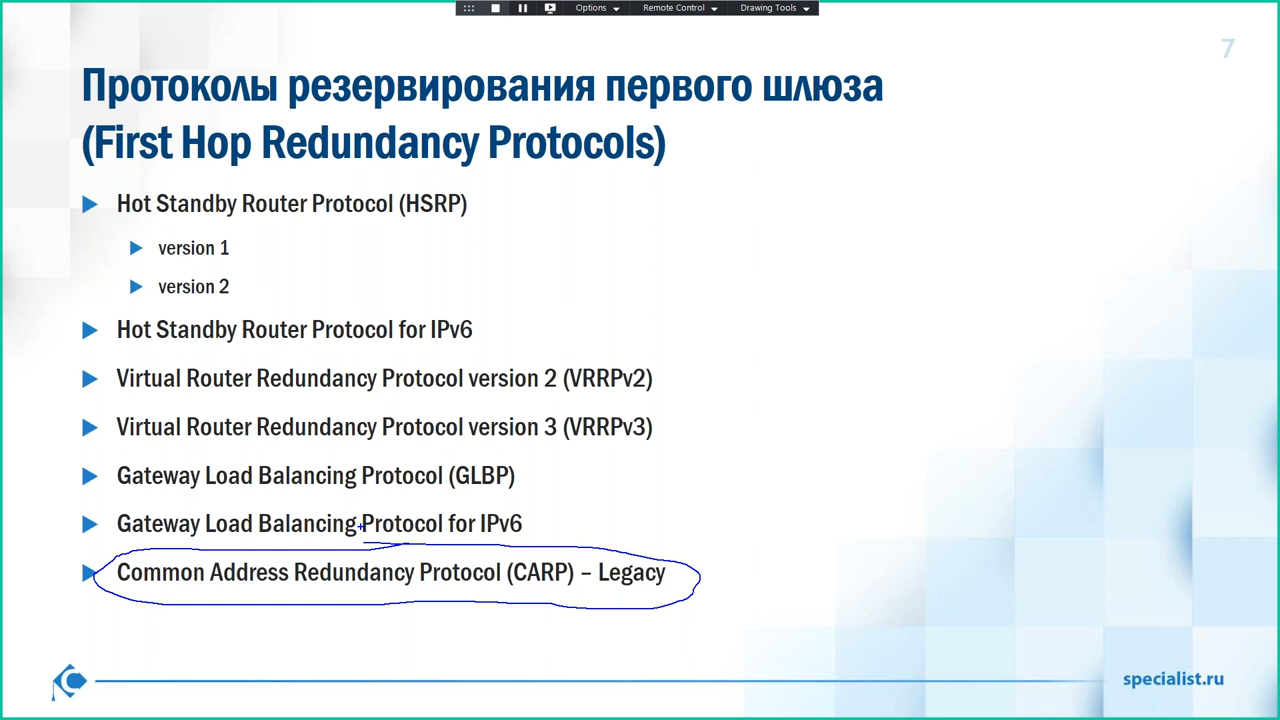 Options
Remote Control
Drawing Tools
7
Протоколы резервирования первого шлюза
(First Hop Redundancy Protocols)
Hot Standby Router Protocol (HSRP)
version 1
version 2
Hot Standby Router Protocol for IPv6
Virtual Router Redundancy Protocol version 2 (VRRPv2)
Virtual Router Redundancy Protocol version 3 (VRRPv3)
Gateway Load Balancing Protocol (GLBP)
Gateway Load Balancing Protocol for IPv6
Common Address Redundancy Protocol (CARP) – Legacy
specialist.ru